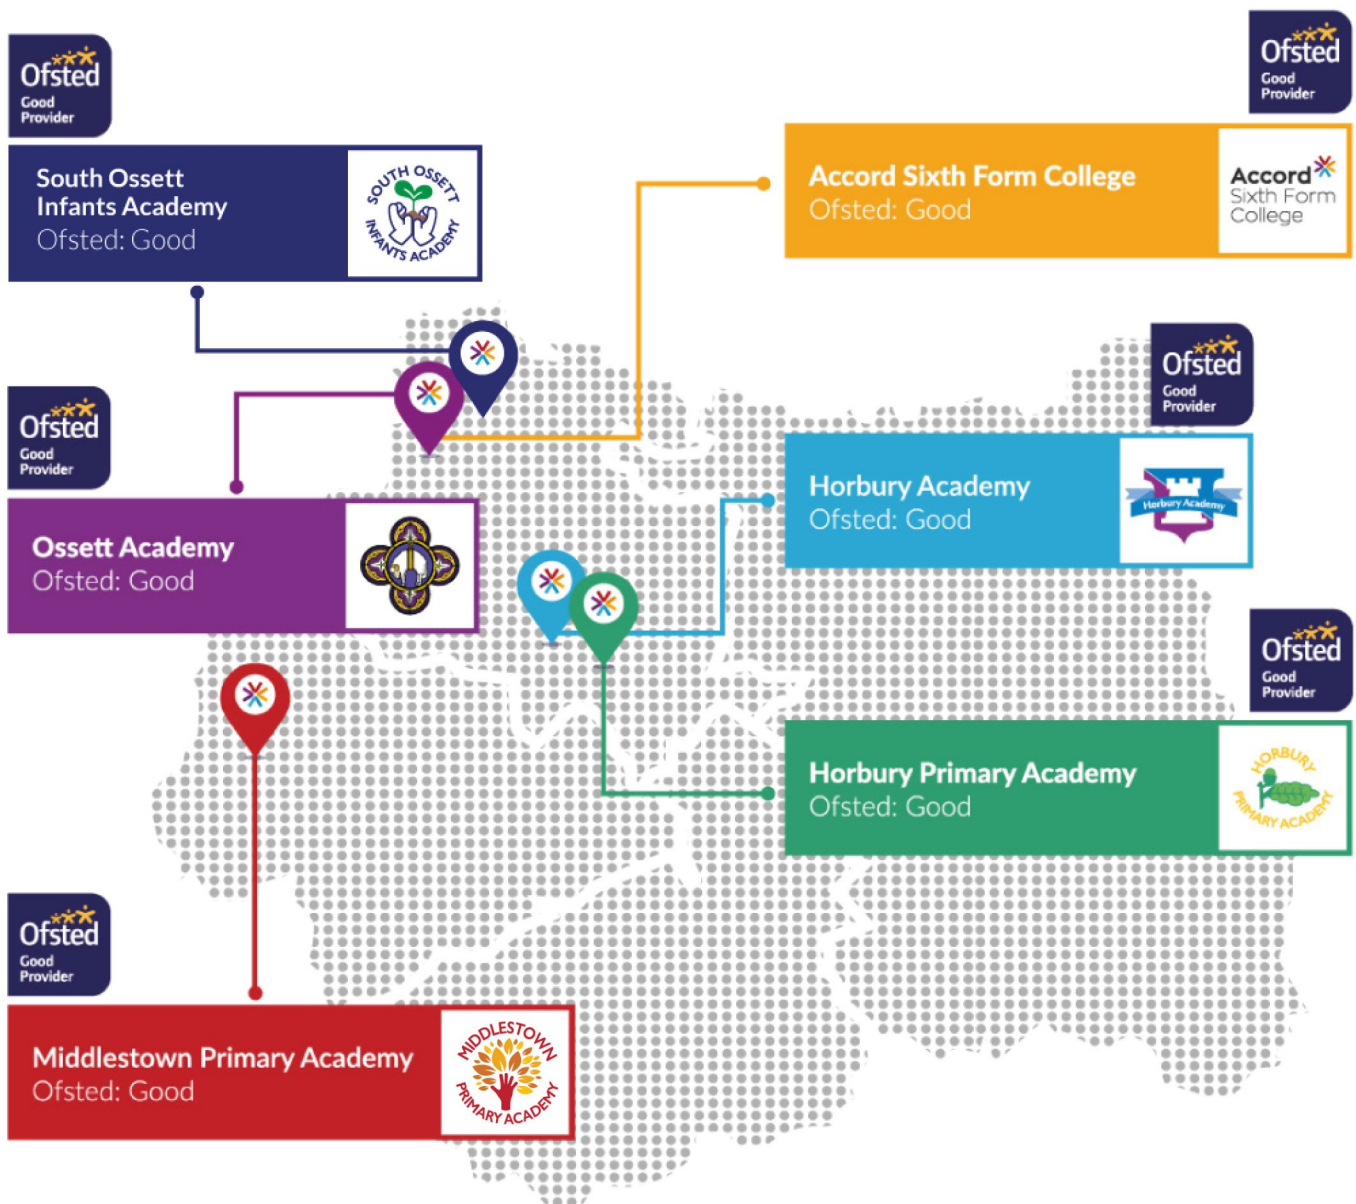 Ofsted
Good
Provider
South Ossett
Infants Academy
Ofsted: Good
SOUTH OSSETT
INFANTS ACADEMY
Ofsted
Good
Provider
Accord Sixth Form College
Ofsted: Good
Accord
Sixth Form
College
Ofsted
Good
Provider
Ossett Academy
Ofsted: Good
Ofsted
Good
Provider
Horbury Academy
Ofsted: Good
Horbury Academy
Ofsted
Good
Provider
Horbury Primary Academy
Ofsted: Good
HORBURY
PRIMARY ACADEMY
Ofsted
Good
Provider
Middlestown Primary Academy
Ofsted: Good
MIDDLESTOWN
PRIMARY ACADEMY